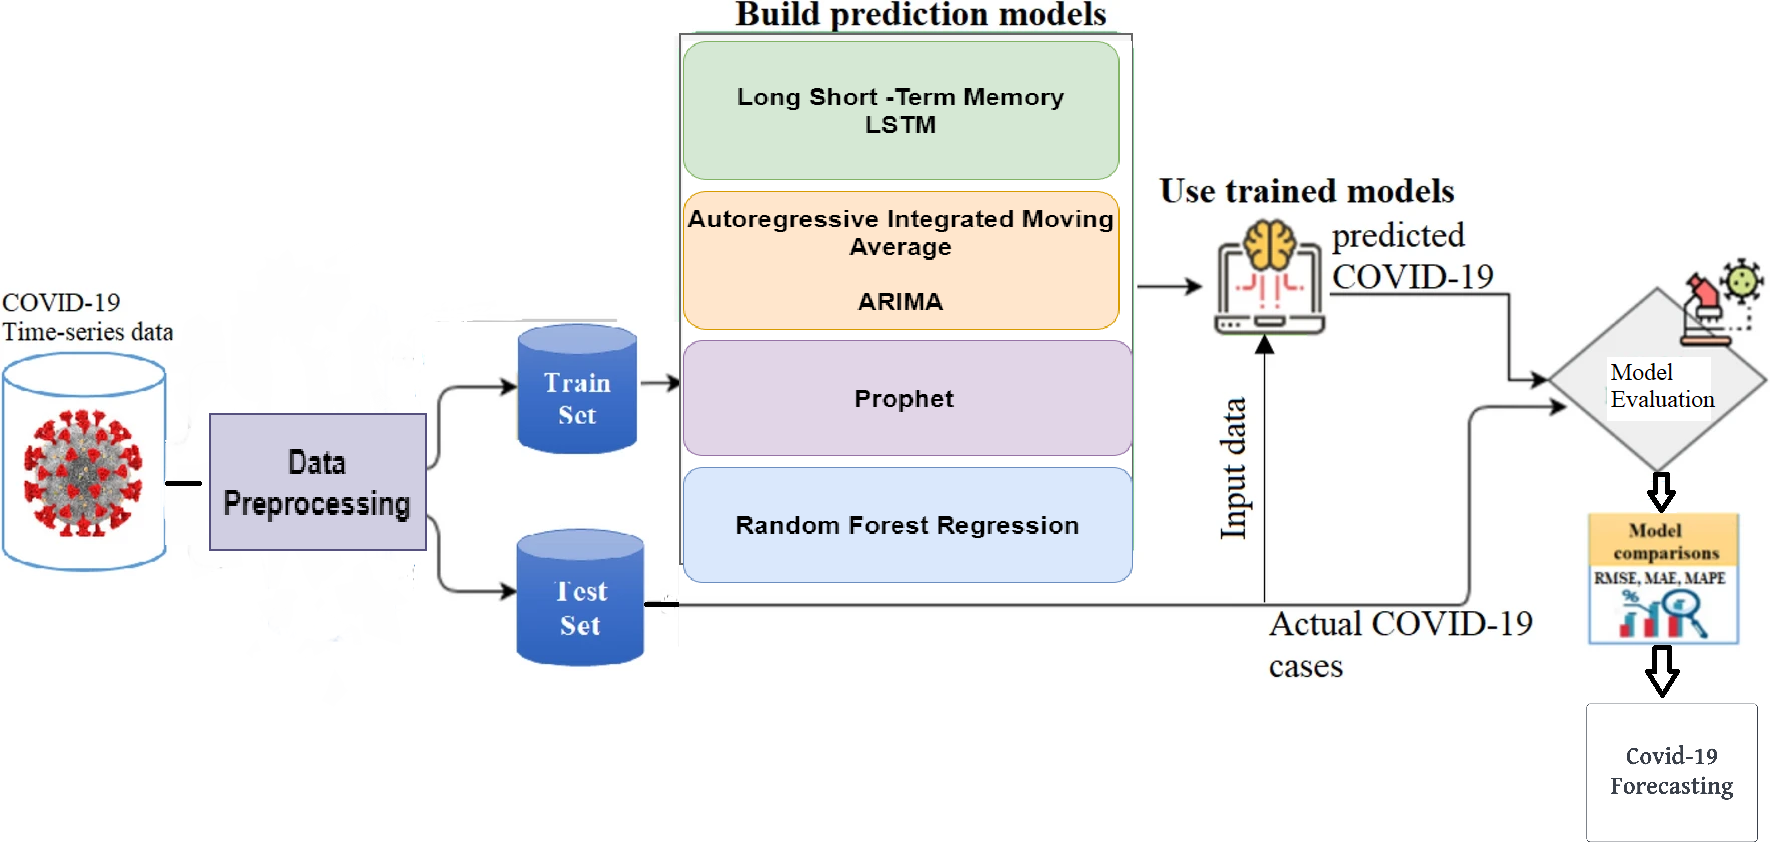 Build prediction models
Long Short -Term Memory
LSTM
Autoregressive Integrated Moving
Average
ARIMA
Prophet
Random Forest Regression
COVID-19
Time-series data
Data
Preprocessing
Train
Set
Test
Set
Use trained models
predicted
COVID-19
Input data
Actual COVID-19
cases
Model
Evaluation
Model
comparisons
RMSE, MAE, MAPE
%
Covid-19
Forecasting